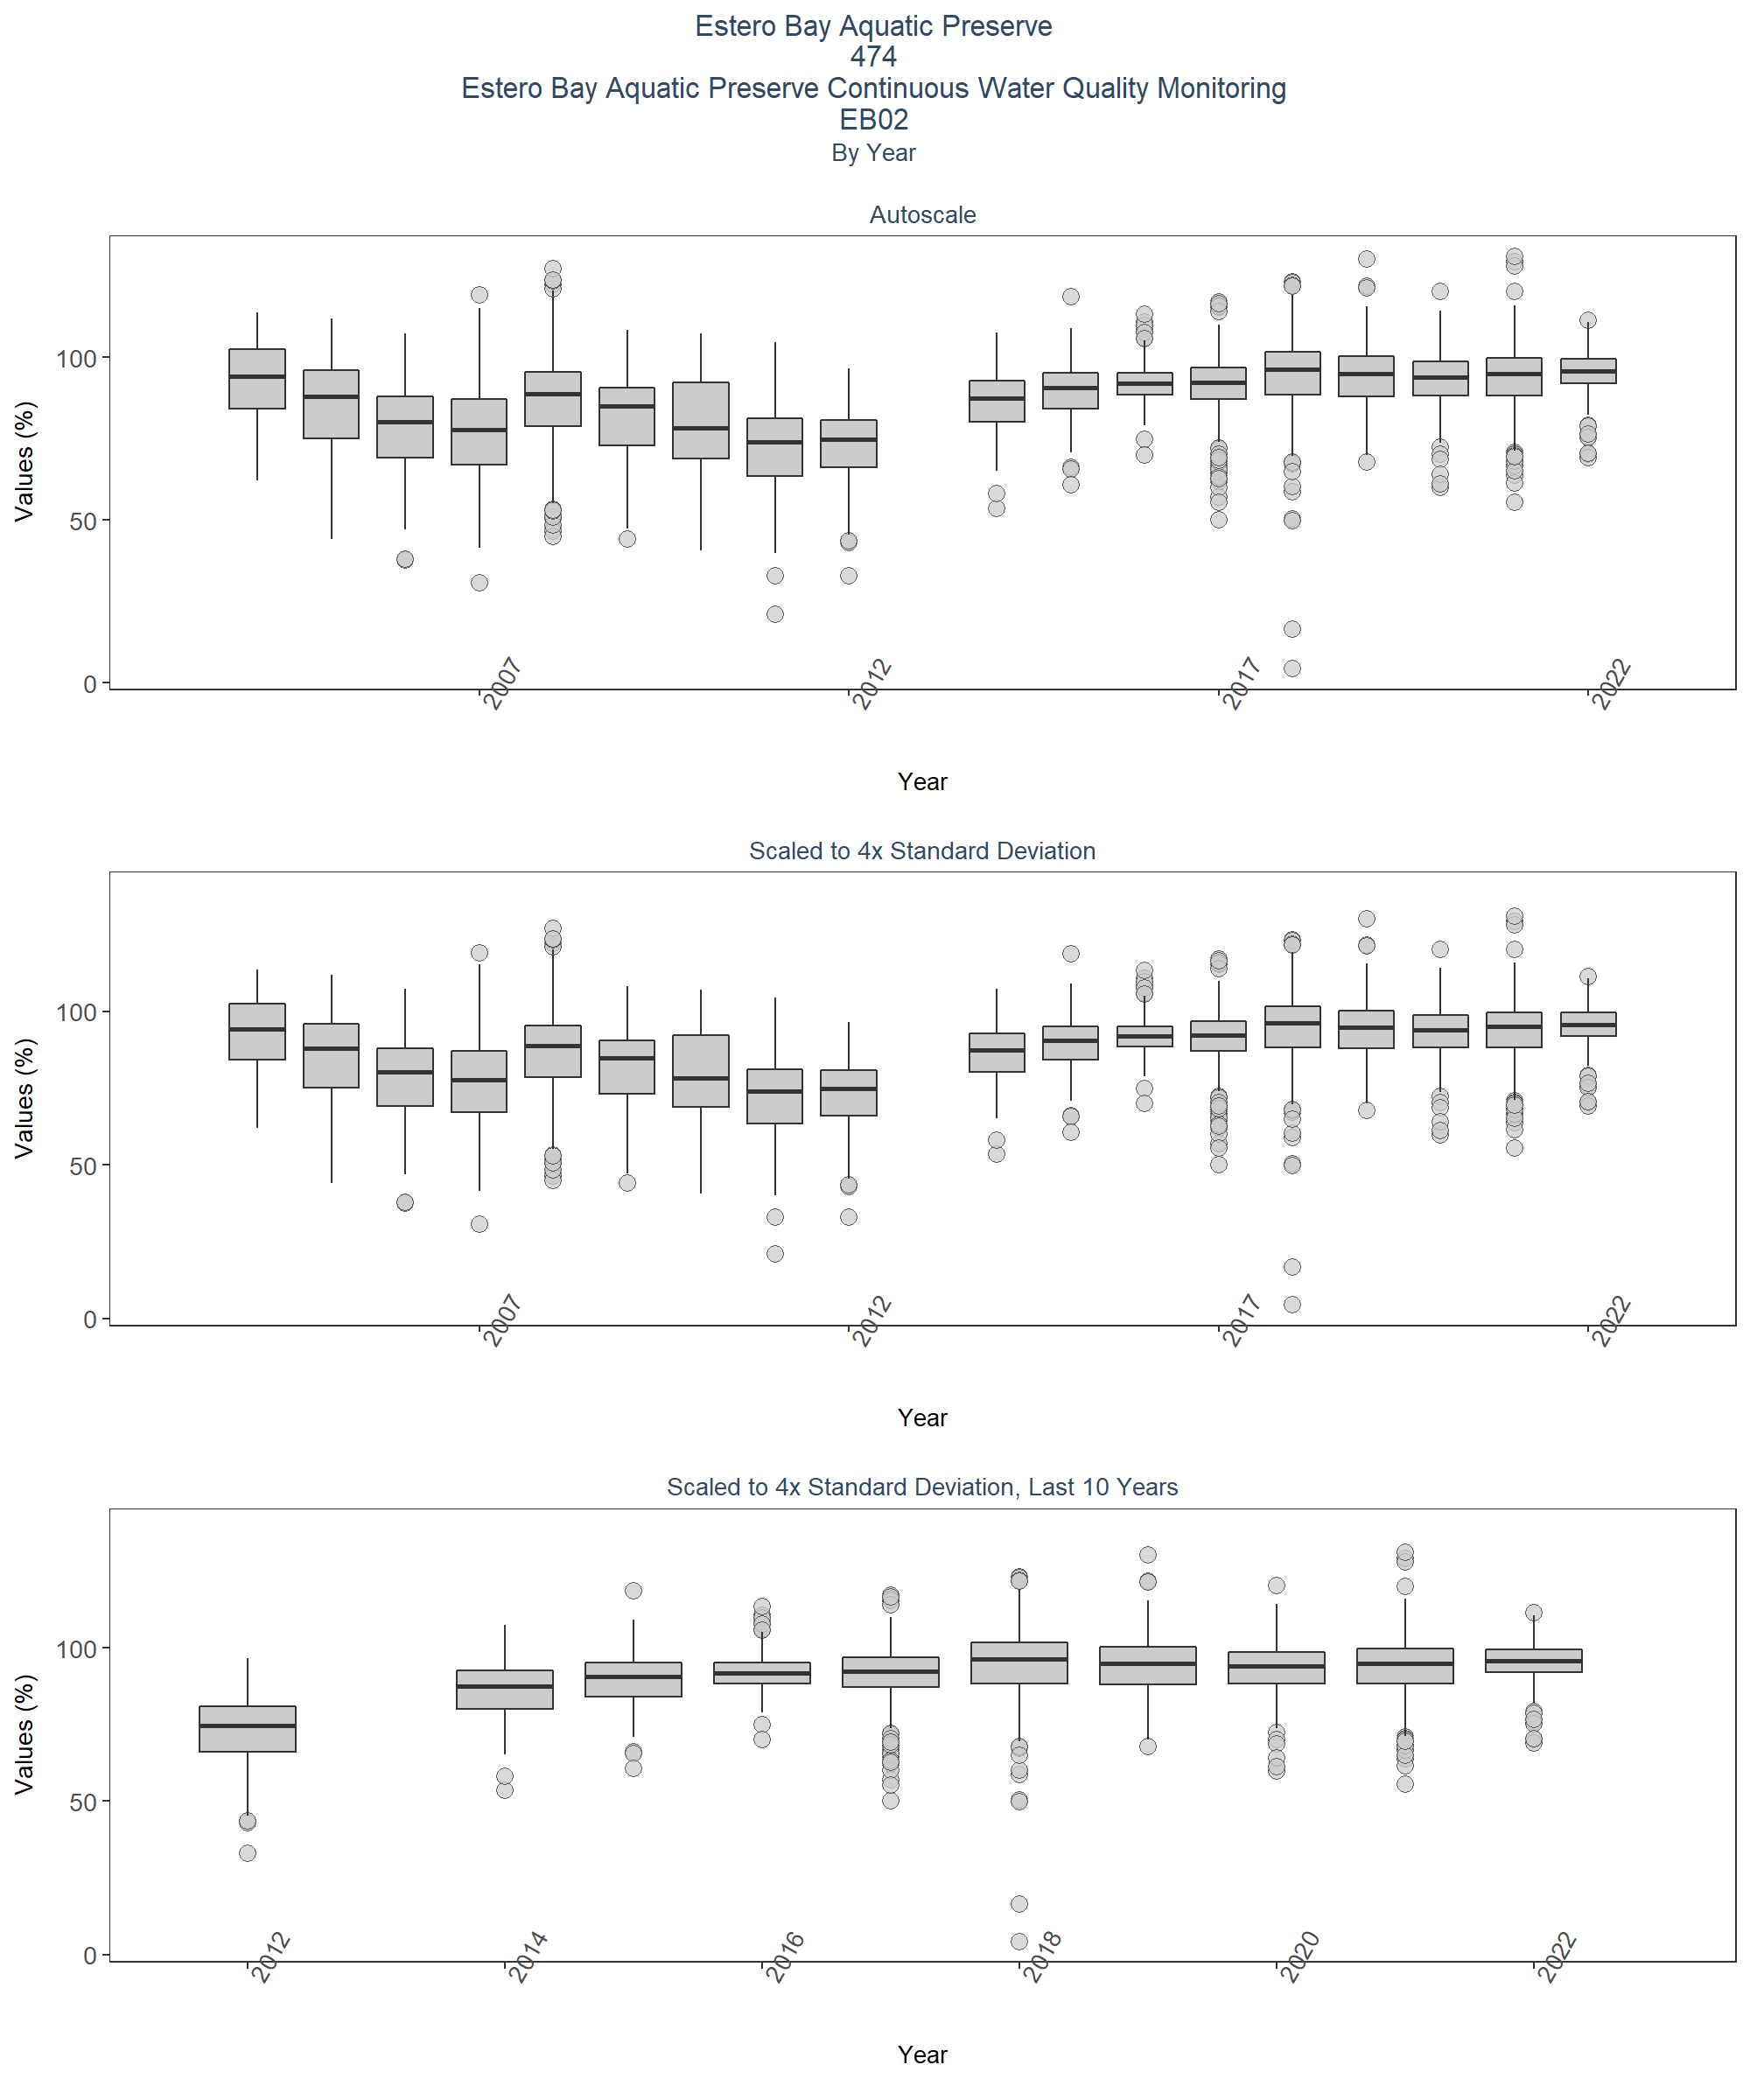 Estero Bay Aquatic Preserve
474
Estero Bay Aquatic Preserve Continuous Water Quality Monitoring
EB02
By Year
Autoscale
Values (%)
100
50
0
2007
2012
2017
2022
Year
Scaled to 4x Standard Deviation
Values (%)
100
50
0
2007
2012
2017
2022
Year
Scaled to 4x Standard Deviation, Last 10 Years
Values (%)
100
50
0
2012
2014
2016
2018
2020
2022
Year